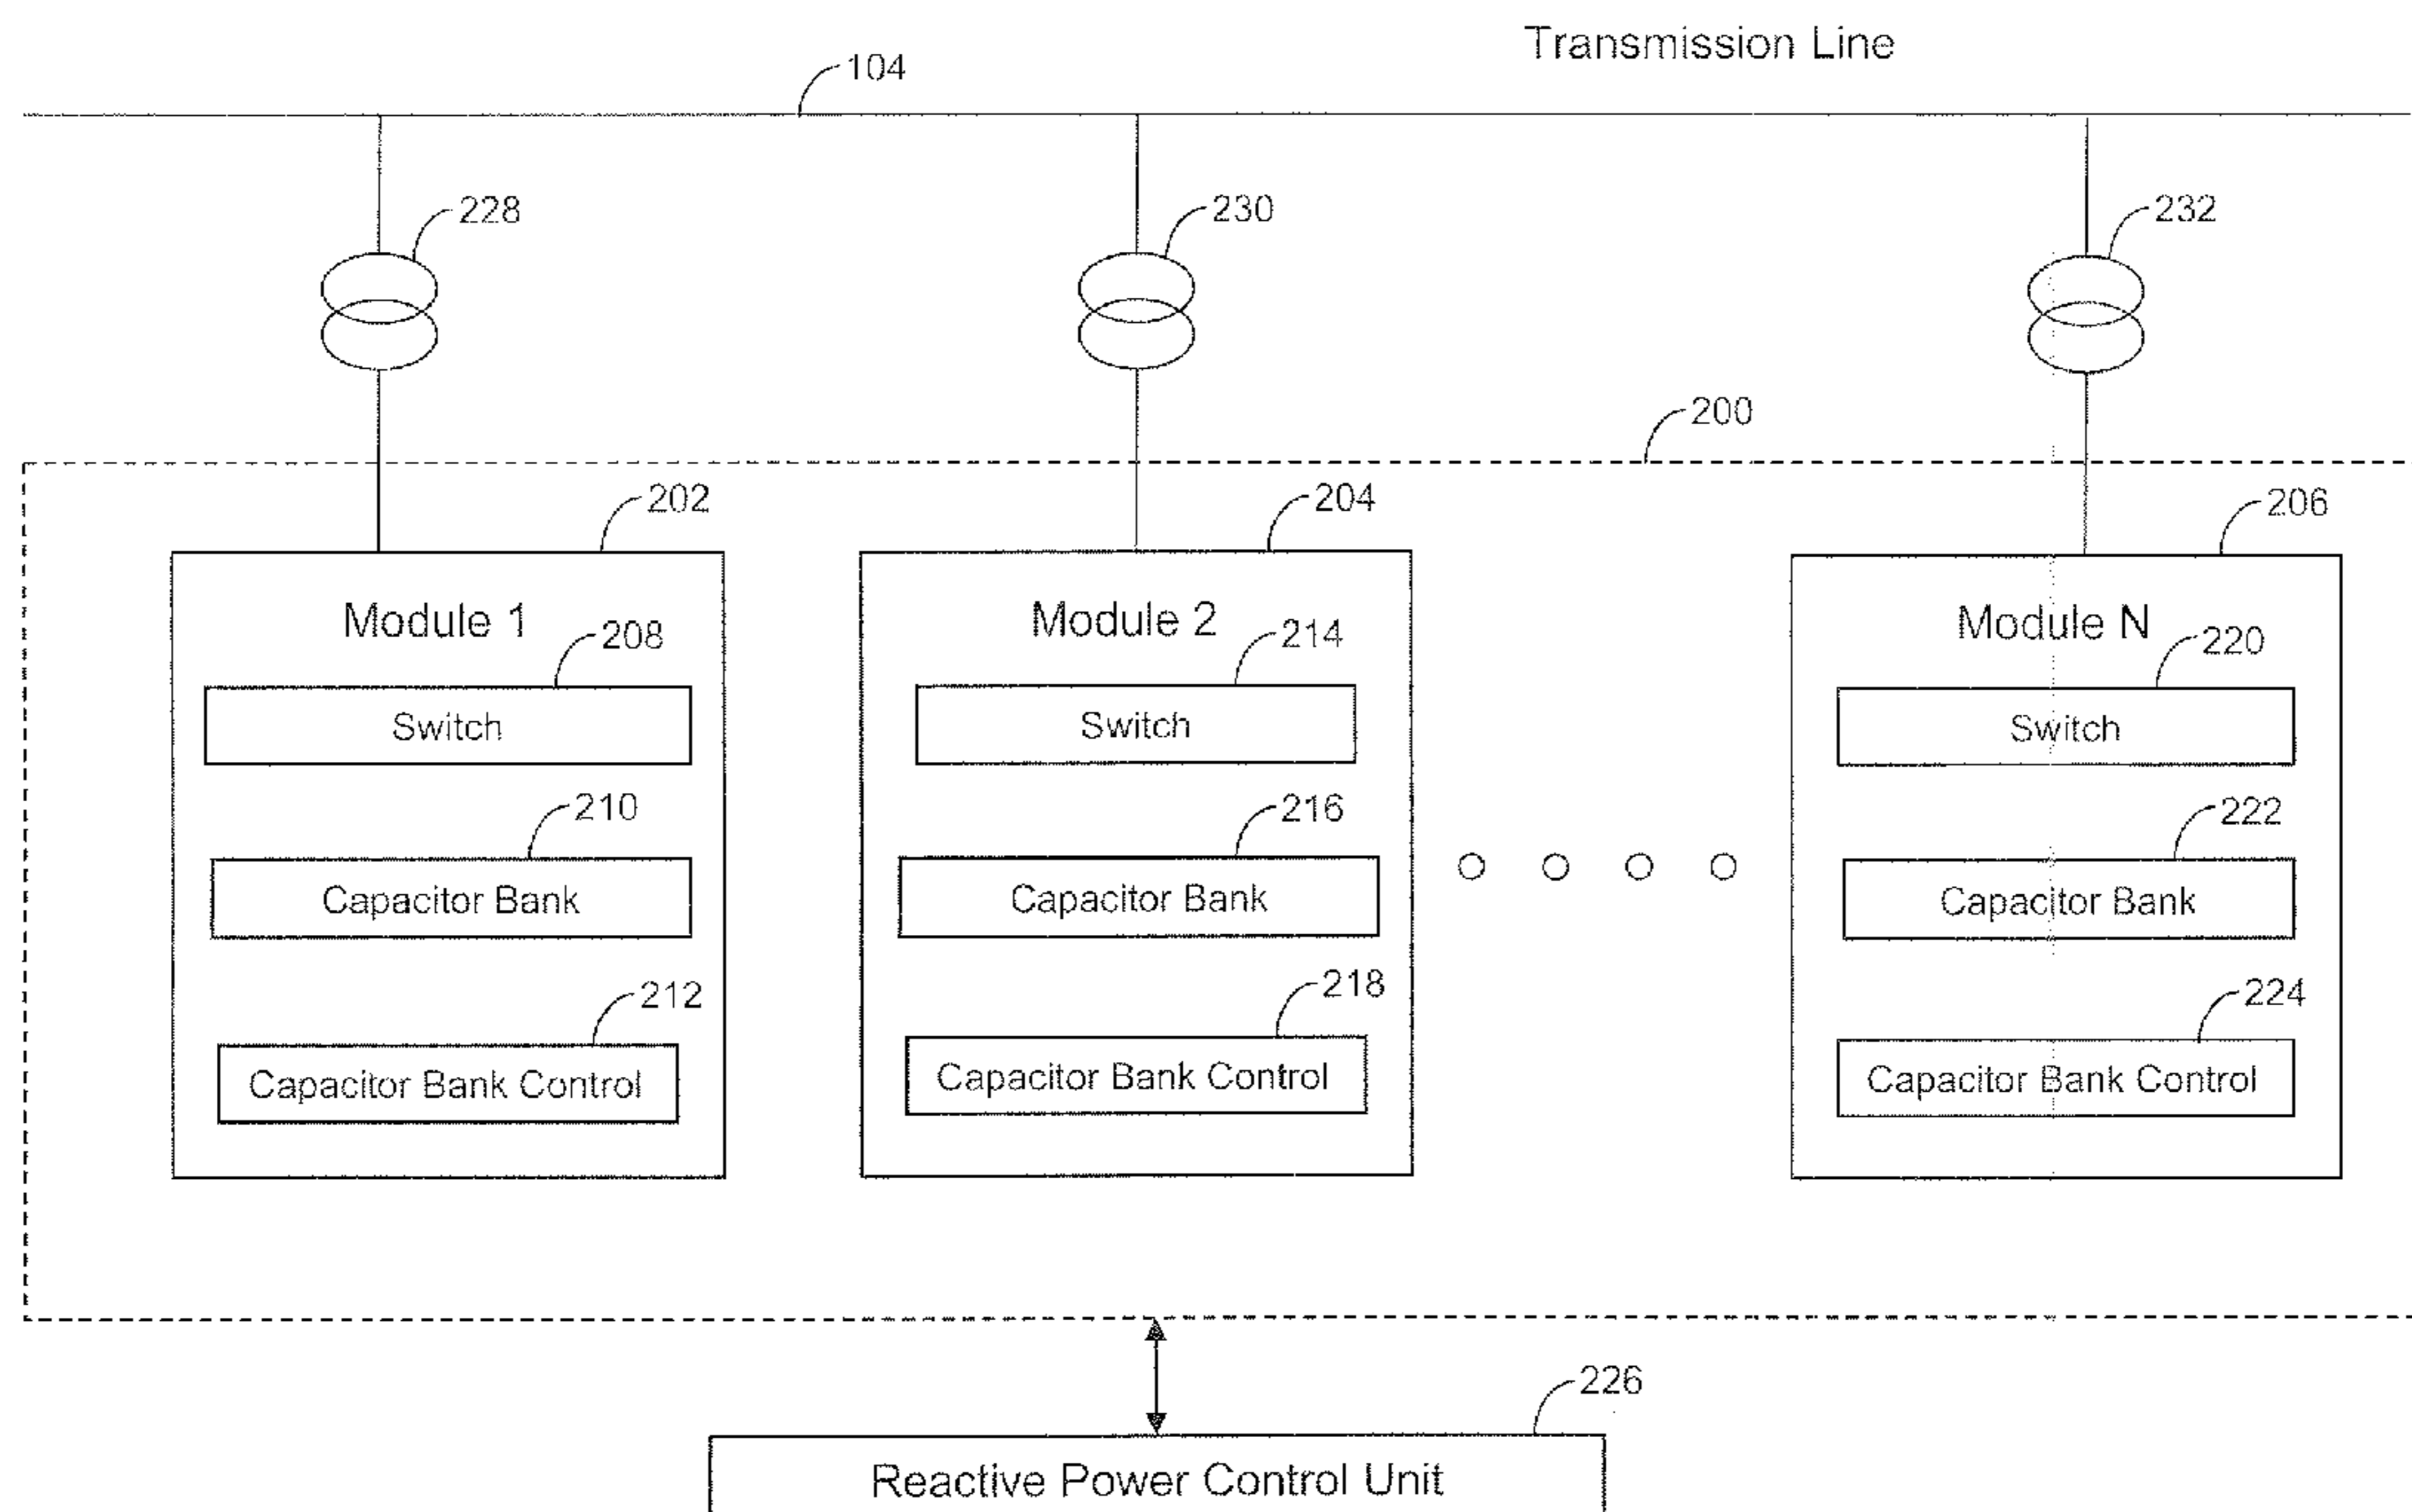 Transmission Line
104
228
230
232
200
202
204
206
Module 1
Module 2
Module N
208
214
220
Switch
Switch
Switch
210
216
222
Capacitor Bank
Capacitor Bank
Capacitor Bank
212
218
224
Capacitor Bank Control
Capacitor Bank Control
Capacitor Bank Control
226
Reactive Power Control Unit